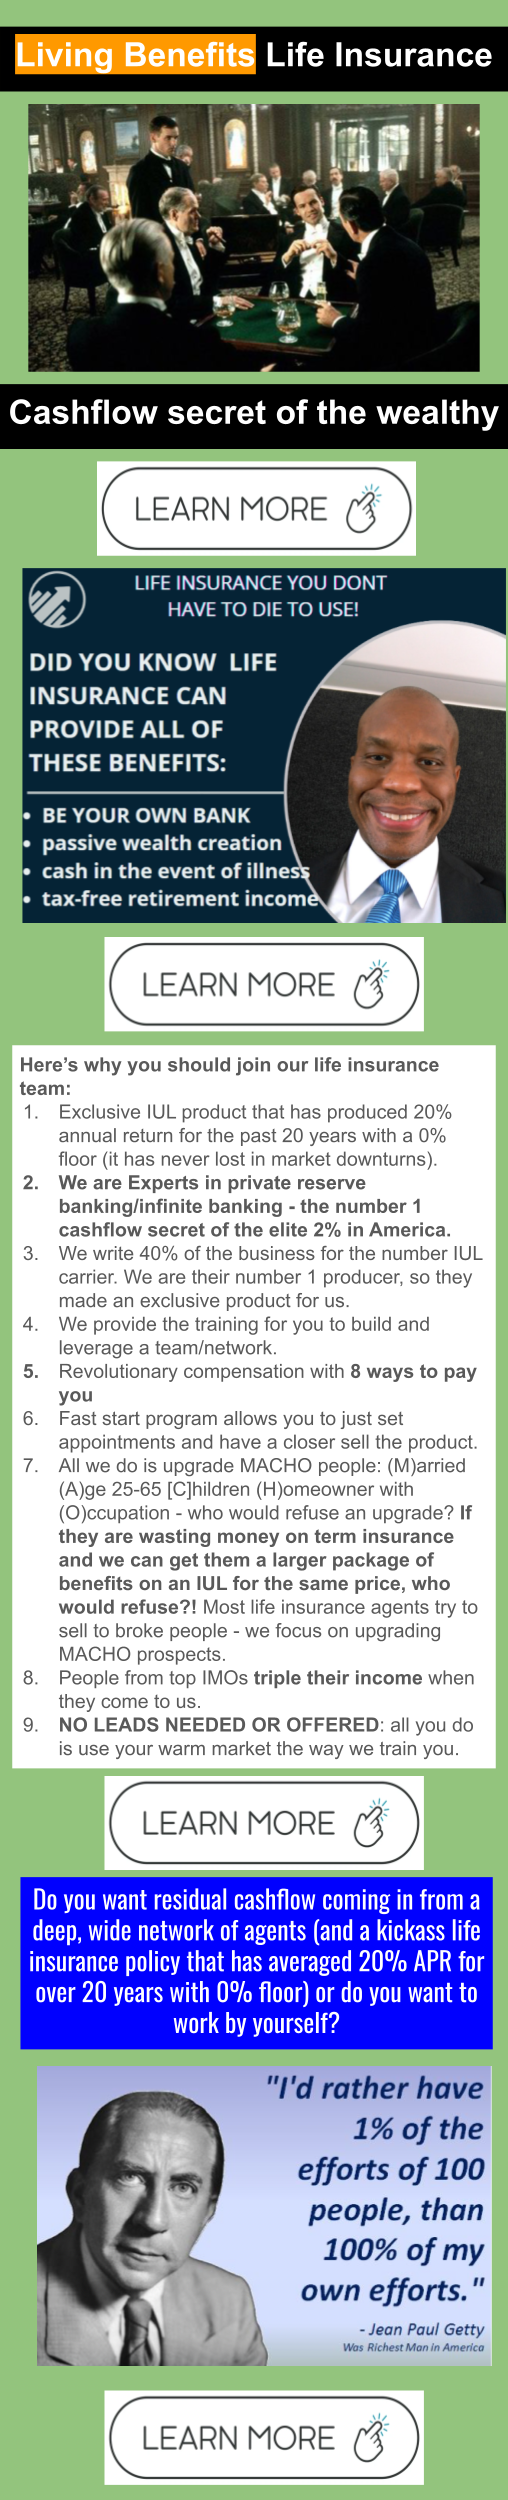 Living Benefits Life Insurance
Cashflow secret of the wealthy
LEARN MORE
LIFE INSURANCE YOU DONT
HAVE TO DIE TO USE!
DID YOU KNOW LIFE
INSURANCE CAN
PROVIDE ALL OF
THESE BENEFITS:
• BE YOUR OWN BANK
• passive wealth creation
• cash in the event of illness
• tax-free retirement income
LEARN MORE
Here's why you should join our life insurance
team:
1. Exclusive IUL product that has produced 20%
annual return for the past 20 years with a 0%
floor (it has never lost in market downturns).
2. We are Experts in private reserve
banking/infinite banking - the number 1
cashflow secret of the elite 2% in America.
3. We write 40% of the business for the number IUL
carrier. We are their number 1 producer, so they
made an exclusive product for us.
4. We provide the training for you to build and
leverage a team/network.
5. Revolutionary compensation with 8 ways to pay
you
6. Fast start program allows you to just set
appointments and have a closer sell the product.
7. All we do is upgrade MACHO people: (M)arried
(A)ge 25-65 [C]hildren (H)omeowner with
(O)ccupation - who would refuse an upgrade? If
they are wasting money on term insurance
and we can get them a larger package of
benefits on an IUL for the same price, who
would refuse?! Most life insurance agents try to
sell to broke people - we focus on upgrading
MACHO prospects.
8. People from top IMOs triple their income when
they come to us.
9. NO LEADS NEEDED OR OFFERED: all you do
is use your warm market the way we train you.
LEARN MORE
Do you want residual cashflow coming in from a
deep, wide network of agents (and a kickass life
insurance policy that has averaged 20% APR for
over 20 years with 0% floor) or do you want to
work by yourself?
"I'd rather have
1% of the
efforts of 100
people, than
100% of my
own efforts."
- Jean Paul Getty
Was Richest Man in America
LEARN MORE